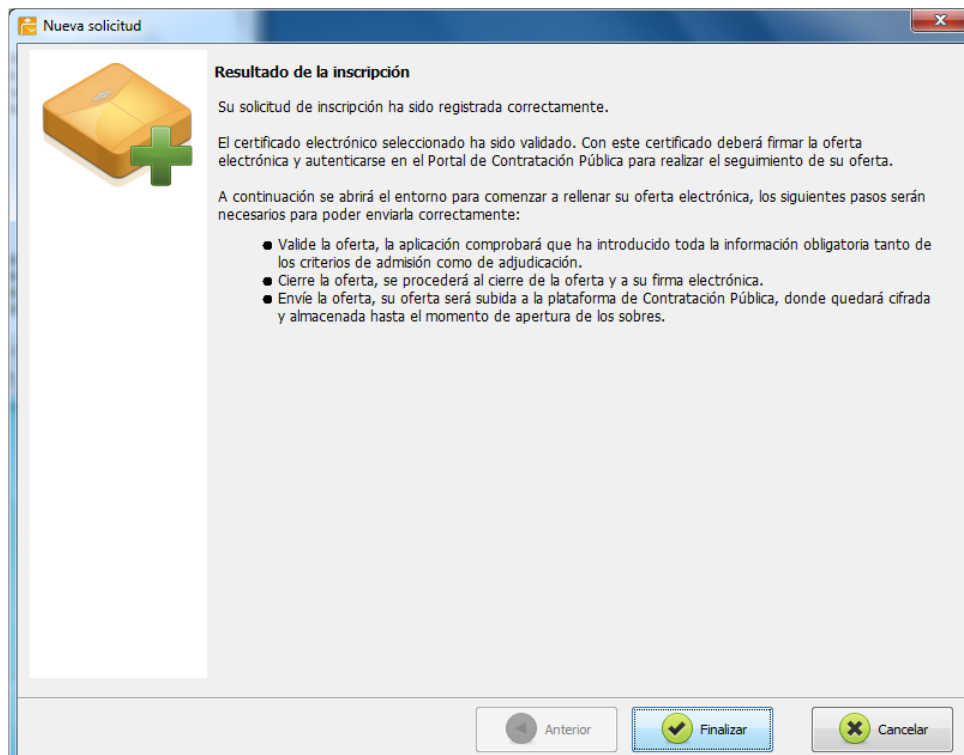 Nueva solicitud
Resultado de la inscripción
Su solicitud de inscripción ha sido registrada correctamente.
El certificado electrónico seleccionado ha sido validado. Con este certificado deberá firmar la oferta
electrónica y autenticarse en el Portal de Contratación Pública para realizar el seguimiento de su oferta.
A continuación se abrirá el entorno para comenzar a rellenar su oferta electrónica, los siguientes pasos serán
necesarios para poder enviarla correctamente:
● Valide la oferta, la aplicación comprobará que ha introducido toda la información obligatoria tanto de
los criterios de admisión como de adjudicación.
● Cierre la oferta, se procederá al cierre de la oferta y a su firma electrónica.
● Envíe la oferta, su oferta será subida a la plataforma de Contratación Pública, donde quedará cifrada
y almacenada hasta el momento de apertura de los sobres.
Anterior Finalizar Cancelar